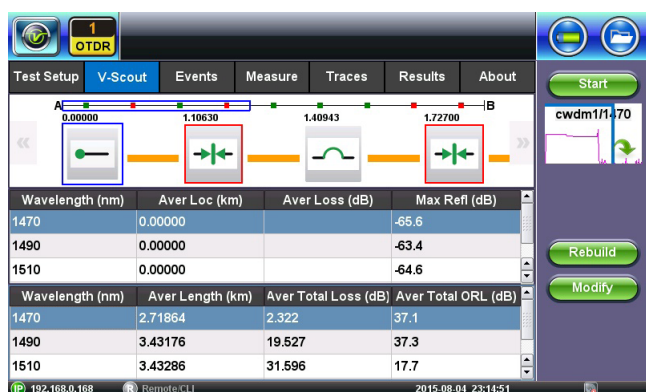 1
OTDR
Test Setup V-Scout Events Measure Traces Results About
Start
A B
0.00000 1.10630 1.40943 1.72700
cwdm1/1470
Wavelength (nm) Aver Loc (km) Aver Loss (dB) Max Refl (dB)
1470 0.00000 -65.6
1490 0.00000 -63.4
1510 0.00000 -64.6
Rebuild
Modify
Wavelength (nm) Aver Length (km) Aver Total Loss (dB) Aver Total ORL (dB)
1470 2.71864 2.322 37.1
1490 3.43176 19.527 37.3
1510 3.43286 31.596 17.7
IP 192.168.0.168 R Remote/CLI 2015-08-04 23:14:51